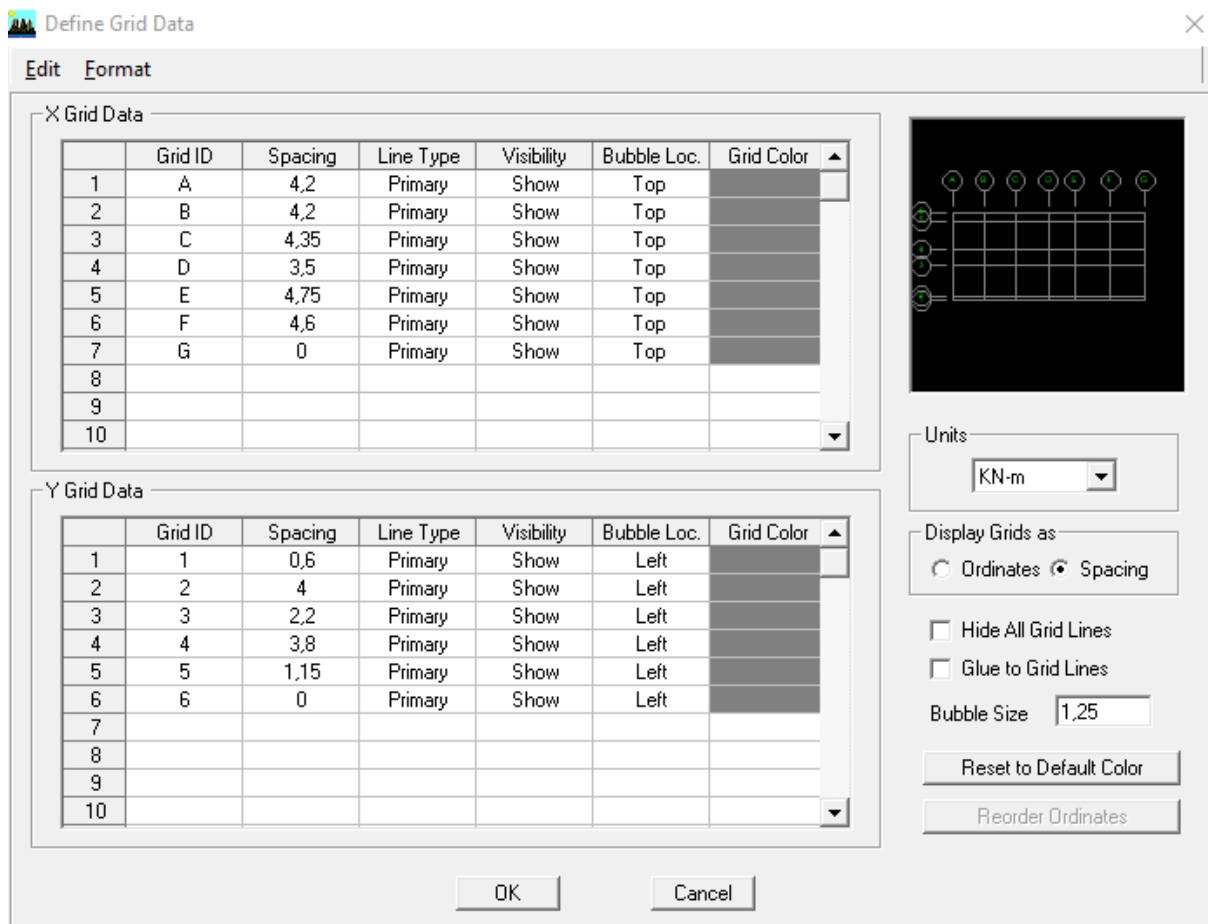 Define Grid Data
Edit Format
X Grid Data
Grid ID Spacing Line Type Visibility Bubble Loc. Grid Color
1 A 4,2 Primary Show Top
2 B 4,2 Primary Show Top
3 C 4,35 Primary Show Top
4 D 3,5 Primary Show Top
5 E 4,75 Primary Show Top
6 F 4,6 Primary Show Top
7 G 0 Primary Show Top
8
9
10
Units
KN-m
Y Grid Data
Grid ID Spacing Line Type Visibility Bubble Loc. Grid Color
1 1 0,6 Primary Show Left
2 2 4 Primary Show Left
3 3 2,2 Primary Show Left
4 4 3,8 Primary Show Left
5 5 1,15 Primary Show Left
6 6 0 Primary Show Left
7
8
9
10
Display Grids as
Ordinates Spacing
Hide All Grid Lines
Glue to Grid Lines
Bubble Size 1,25
Reset to Default Color
Reorder Ordinates
OK Cancel